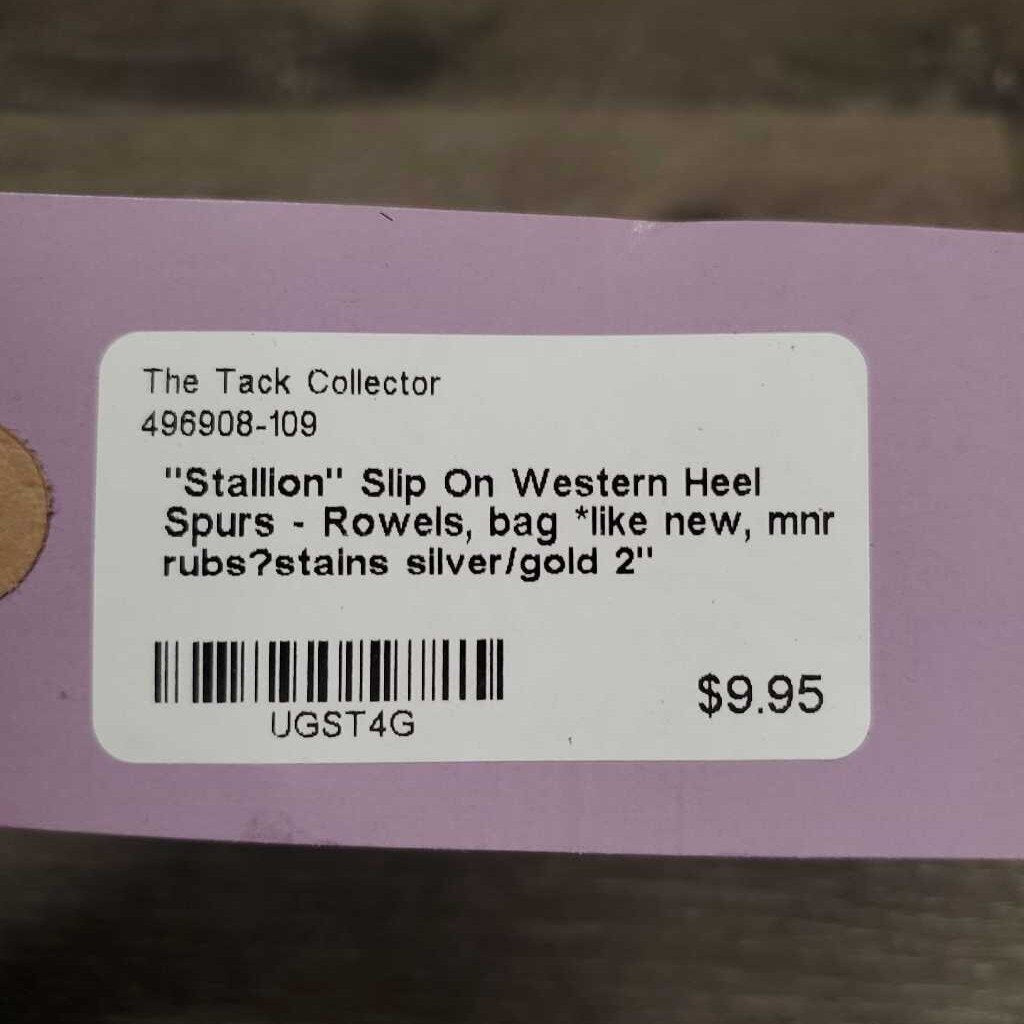 The Tack Collector
496908-109
"Stallion" Slip On Western Heel
Spurs - Rowels, bag *like new, mnr
rubs?stains silver/gold 2"
UGST4G
$9.95